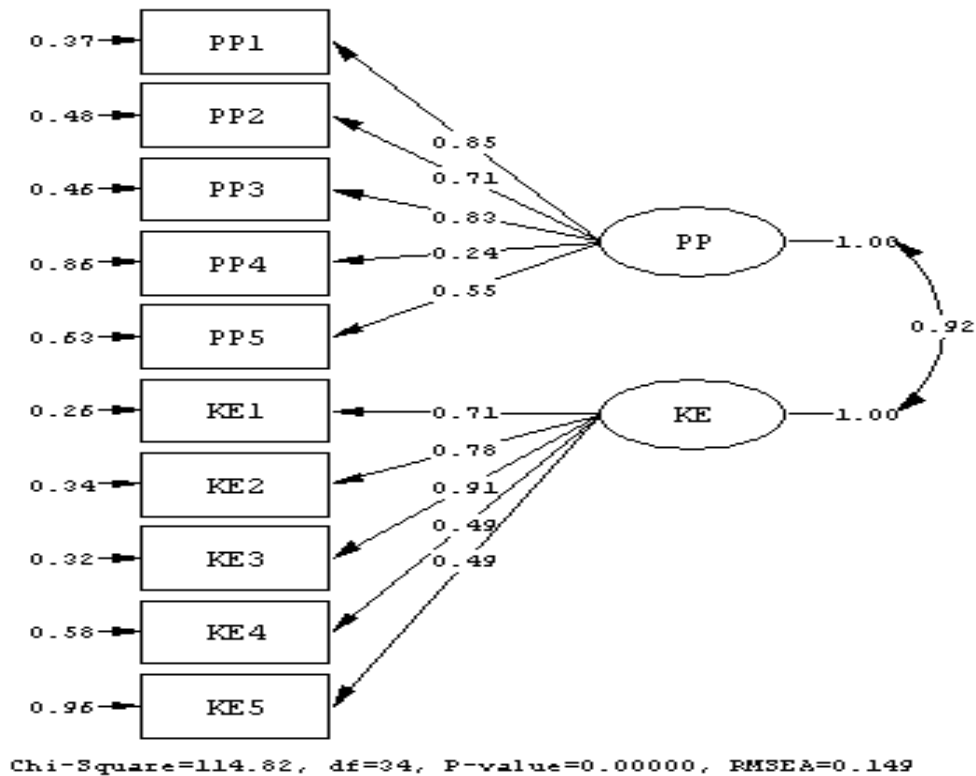 0.37 PP1
0.85
0.48 PP2
0.71
0.46 PP3
0.83
PP 1.00
0.24
0.86 PP4
0.55
0.92
0.63 PP5
0.26 KE1
0.71 KE 1.00
0.78
0.34 KE2
0.91
0.49
0.32 KE3
0.49
0.58 KE4
0.96 KE5
Chi-Square=114.82, df=34, P-value=0.00000, RMSEA=0.149